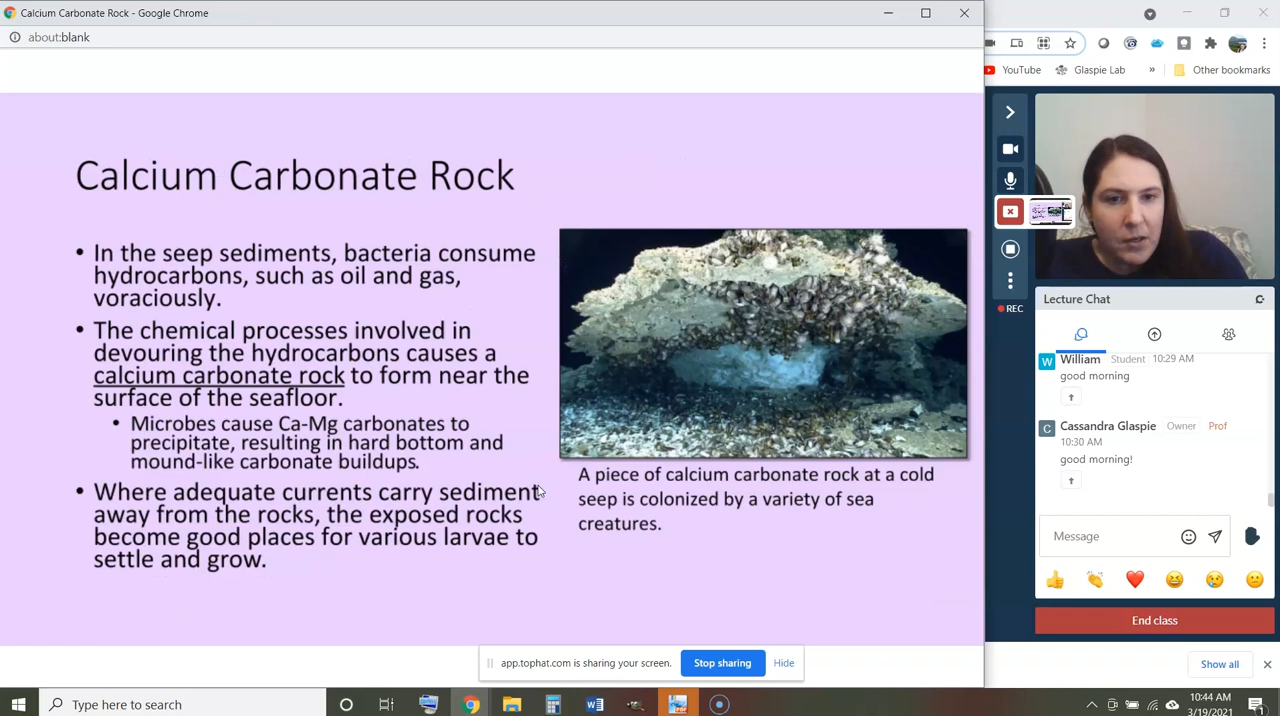 Calcium Carbonate Rock - Google Chrome
about:blank
Calcium Carbonate Rock
• In the seep sediments, bacteria consume
hydrocarbons, such as oil and gas,
voraciously.
• The chemical processes involved in
devouring the hydrocarbons causes a
calcium carbonate rock to form near the
surface of the seafloor.
• Microbes cause Ca-Mg carbonates to
precipitate, resulting in hard bottom and
mound-like carbonate buildups.
• Where adequate currents carry sediment
away from the rocks, the exposed rocks
become good places for various larvae to
settle and grow.
A piece of calcium carbonate rock at a cold
seep is colonized by a variety of sea
creatures.
app.tophat.com is sharing your screen. Stop sharing Hide
YouTube Glaspie Lab » Other bookmarks
REC
Lecture Chat
W William Student 10:29 AM
good morning
C Cassandra Glaspie Owner Prof
10:30 AM
good morning!
Message
End class
Show all
Type here to search
10:44 AM
3/19/2021
1